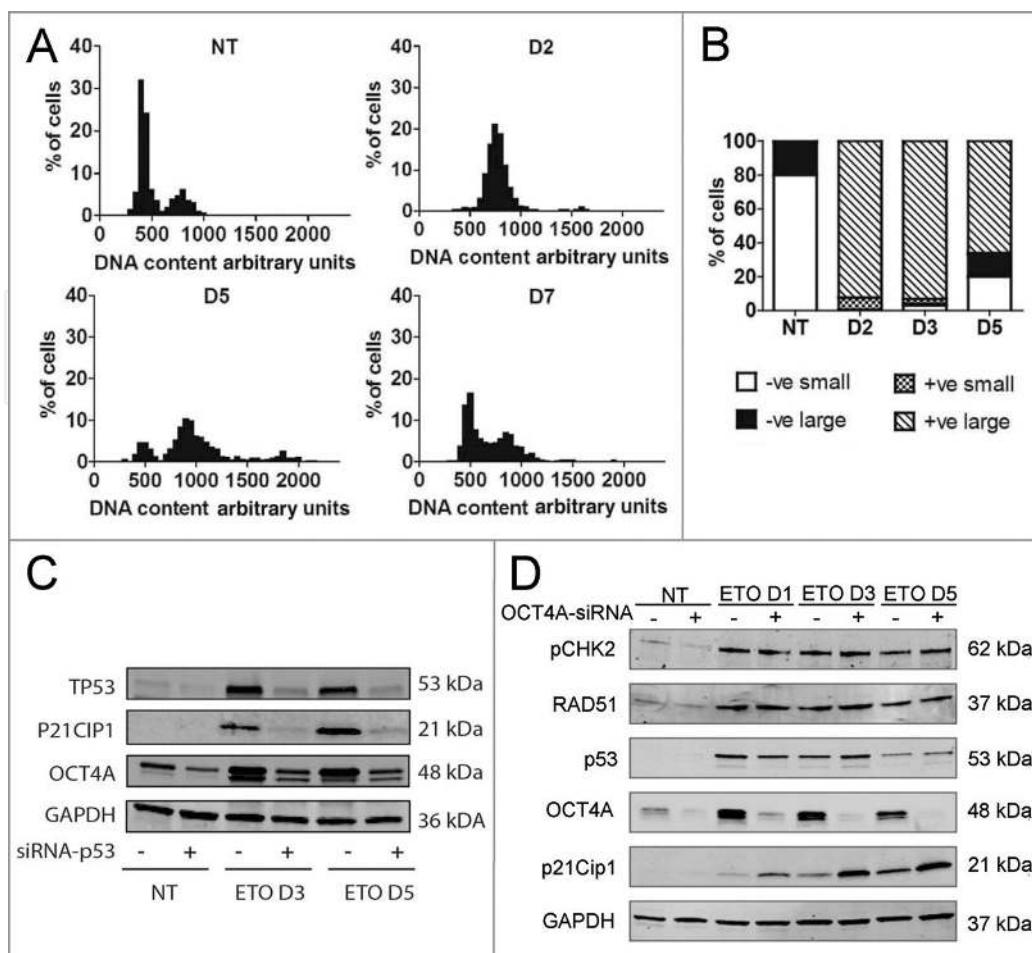 A
NT
% of cells
40
30
20
10
0
0 500 1000 1500 2000
DNA content arbitrary units
D2
% of cells
40
30
20
10
0
0 500 1000 1500 2000
DNA content arbitrary units
D5
% of cells
40
30
20
10
0
0 500 1000 1500 2000
DNA content arbitrary units
D7
% of cells
40
30
20
10
0
0 500 1000 1500 2000
DNA content arbitrary units
B
% of cells
100
80
60
40
20
0
NT D2 D3 D5
-ve small +ve small
-ve large +ve large
C
TP53 53 kDa
P21CIP1 21 kDa
OCT4A 48 kDa
GAPDH 36 kDA
siRNA-p53 - + - + - +
NT ETO D3 ETO D5
D
NT ETO D1 ETO D3 ETO D5
OCT4A-siRNA - + - + - + - +
pCHK2 62 kDa
RAD51 37 kDa
p53 53 kDa
OCT4A 48 kDa
p21Cip1 21 kDa
GAPDH 37 kDa